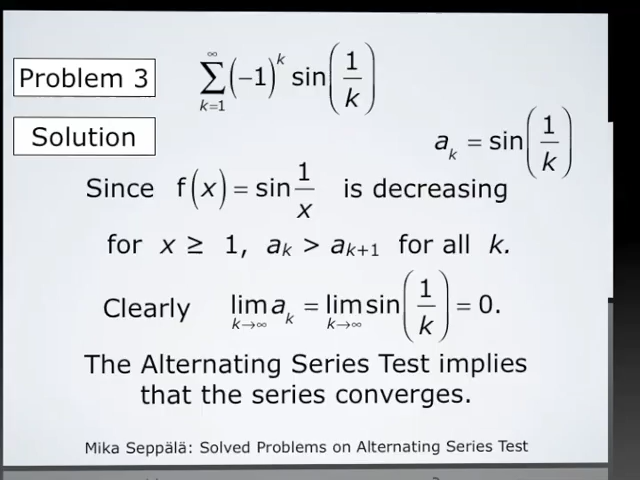 Problem 3
∞
∑ (−1)^k sin(1/k)
k=1
Solution
a_k = sin(1/k)
Since f(x) = sin 1/x is decreasing
for x ≥ 1, a_k > a_{k+1} for all k.
Clearly lim_{k→∞} a_k = lim_{k→∞} sin(1/k) = 0.
The Alternating Series Test implies
that the series converges.
Mika Seppälä: Solved Problems on Alternating Series Test